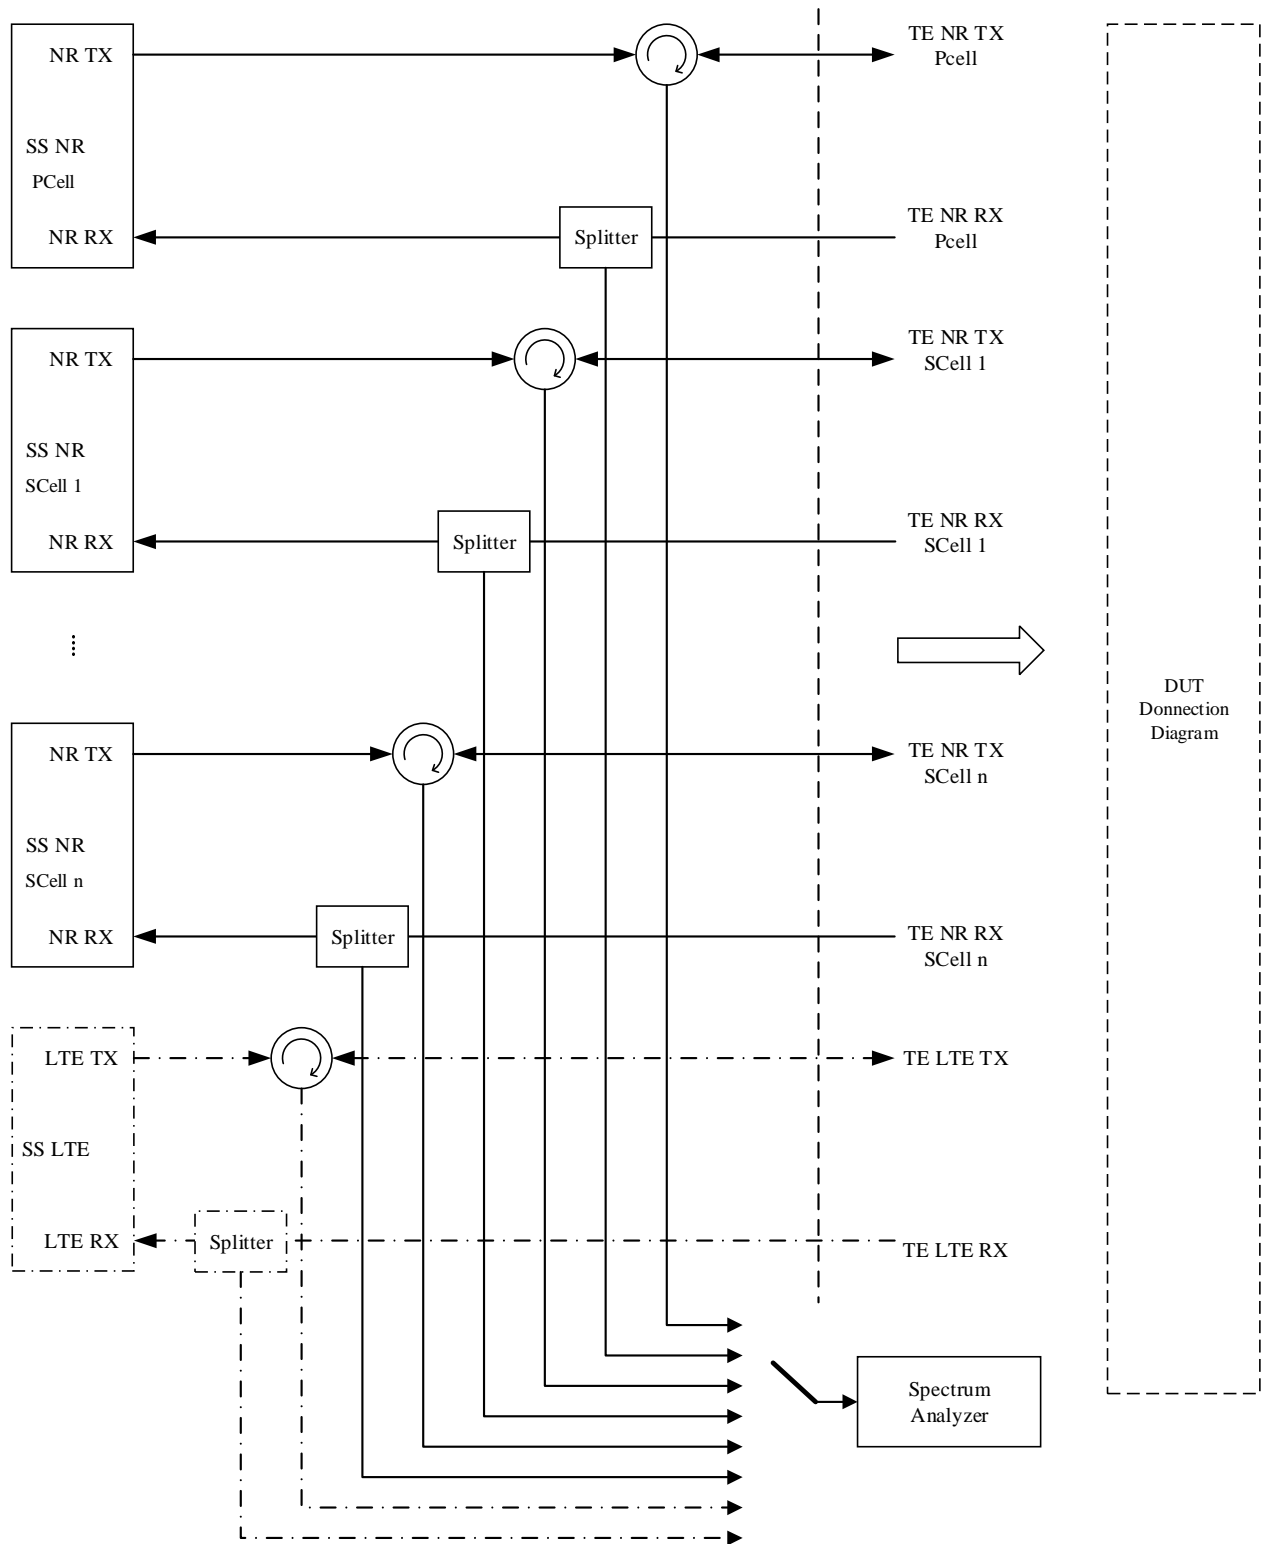 NR TX
TE NR TX
Pcell
SS NR
PCell
NR RX
Splitter
TE NR RX
Pcell
NR TX
TE NR TX
SCell 1
SS NR
SCell 1
NR RX
Splitter
TE NR RX
SCell 1
DUT
Donnection
Diagram
NR TX
TE NR TX
SCell n
SS NR
SCell n
NR RX
Splitter
TE NR RX
SCell n
LTE TX
TE LTE TX
SS LTE
LTE RX
Splitter
TE LTE RX
Spectrum
Analyzer